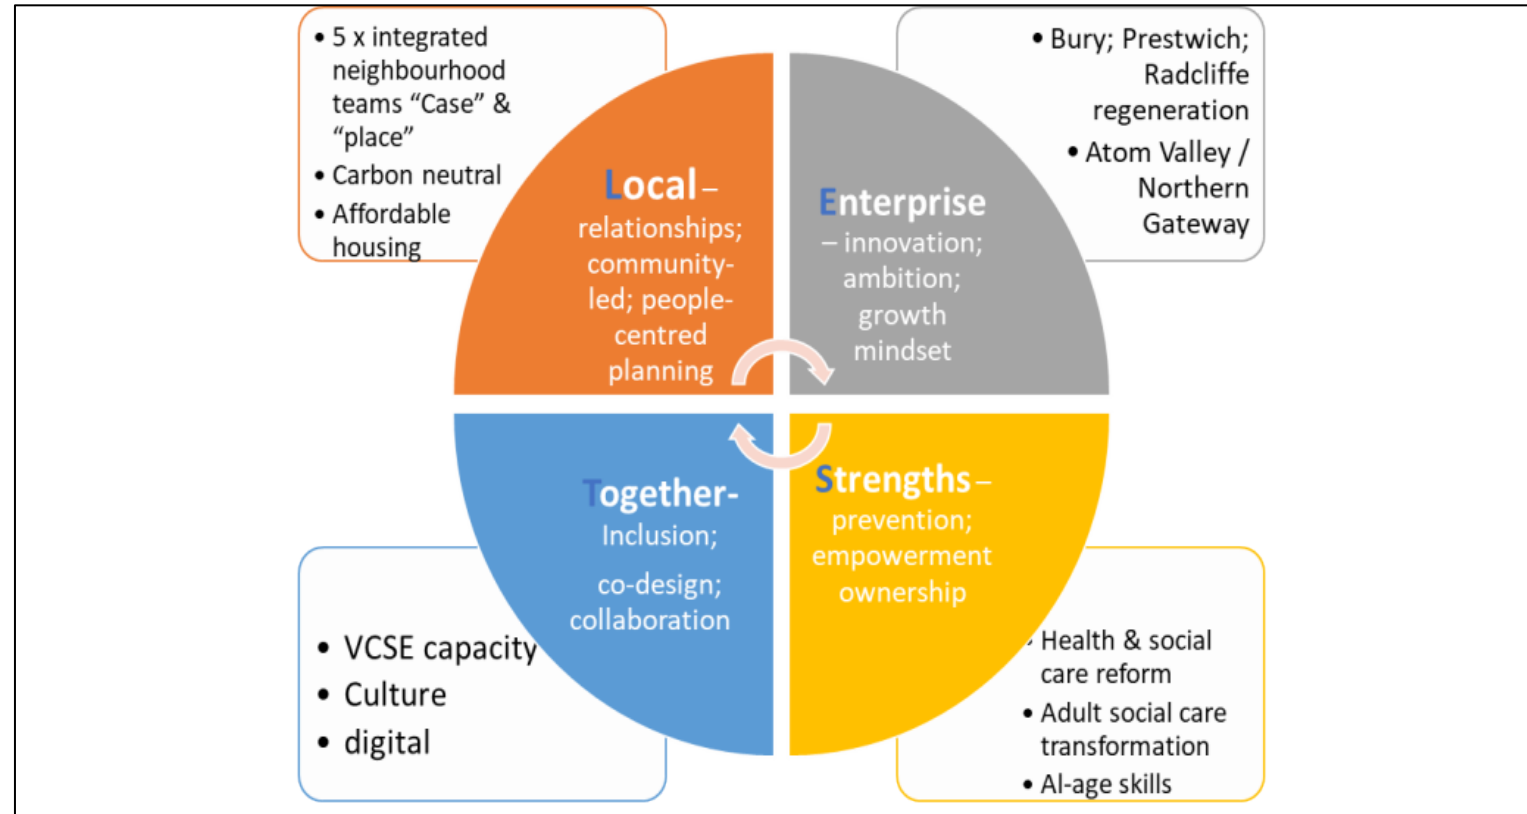 • 5 x integrated
neighbourhood
teams “Case” &
“place”
• Carbon neutral
• Affordable
housing
Local –
relationships;
community-
led; people-
centred
planning
Enterprise
– innovation;
ambition;
growth
mindset
• Bury; Prestwich;
Radcliffe
regeneration
• Atom Valley /
Northern
Gateway
Together-
Inclusion;
co-design;
collaboration
Strengths –
prevention;
empowerment
ownership
• VCSE capacity
• Culture
• digital
• Health & social
care reform
• Adult social care
transformation
• Al-age skills